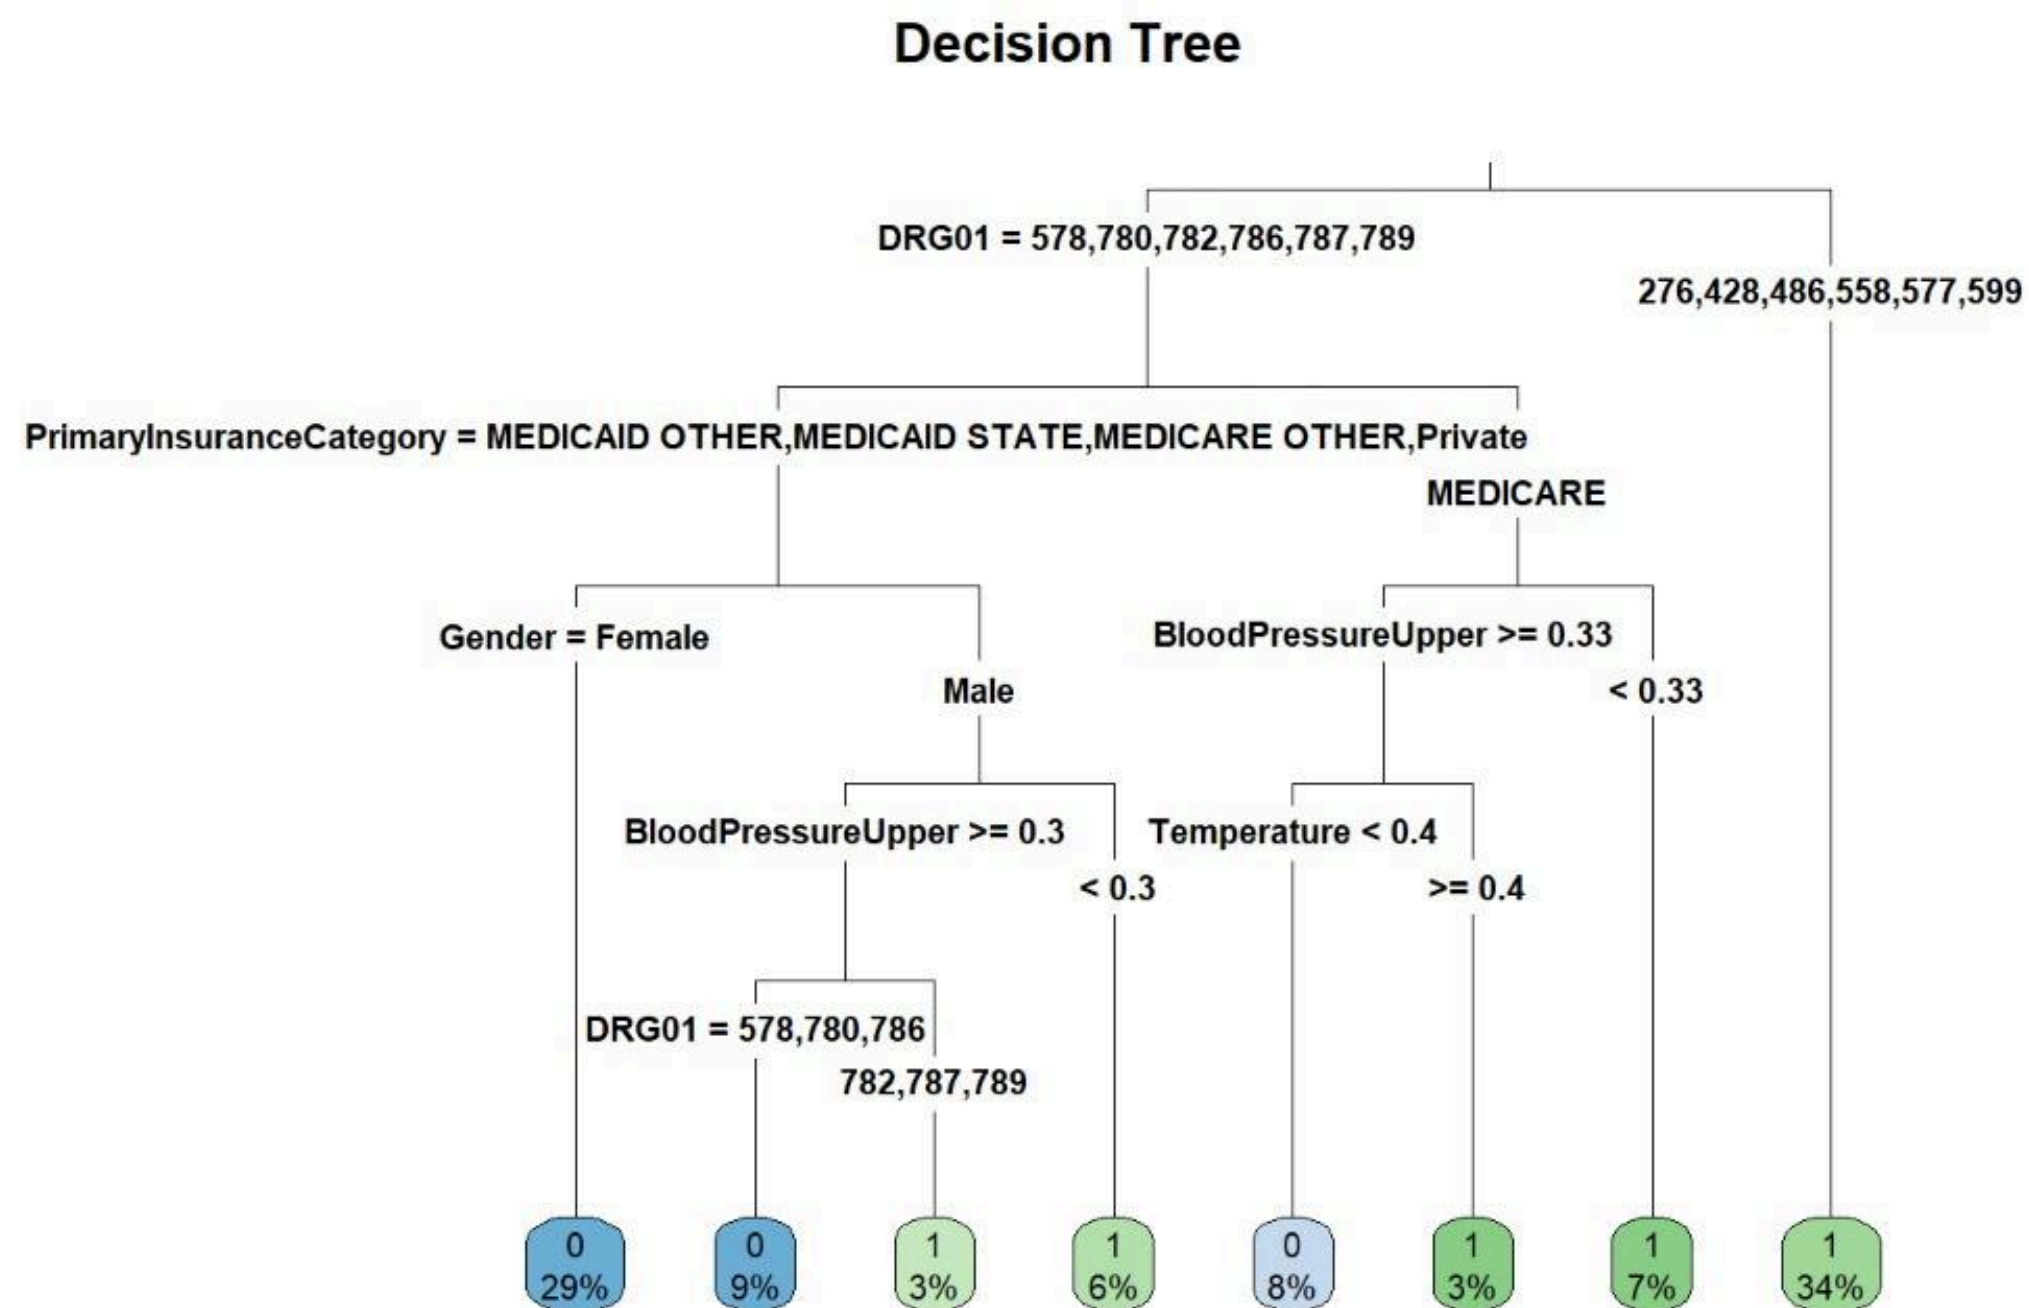 Decision Tree
DRG01 = 578,780,782,786,787,789
276,428,486,558,577,599
PrimaryInsuranceCategory = MEDICAID OTHER,MEDICAID STATE,MEDICARE OTHER,Private
MEDICARE
Gender = Female
BloodPressureUpper >= 0.33
Male
< 0.33
BloodPressureUpper >= 0.3
Temperature < 0.4
< 0.3
>= 0.4
DRG01 = 578,780,786
782,787,789
0
29%
0
9%
1
3%
1
6%
0
8%
1
3%
1
7%
1
34%